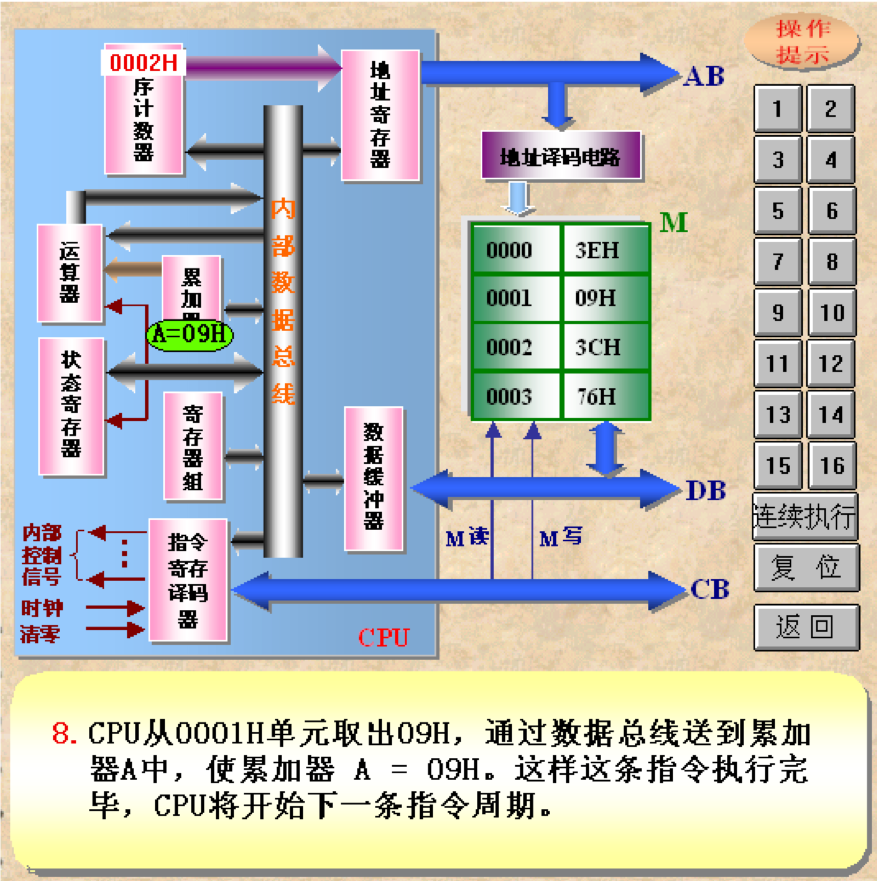 操作
提示
0002H
序计数器
地址寄存器
AB
地址译码电路
内部数据总线
运算器
累加
A=09H
状态寄存器
寄存器组
数据缓冲器
指令
寄存
译码
器
M
0000 3EH
0001 09H
0002 3CH
0003 76H
DB
M读
M写
CB
内部
控制
信号
时钟
清零
CPU
1 2
3 4
5 6
7 8
9 10
11 12
13 14
15 16
连续执行
复 位
返 回
8. CPU从0001H单元取出09H，通过数据总线送到累加
器A中，使累加器 A = 09H。这样这条指令执行完
毕，CPU将开始下一条指令周期。